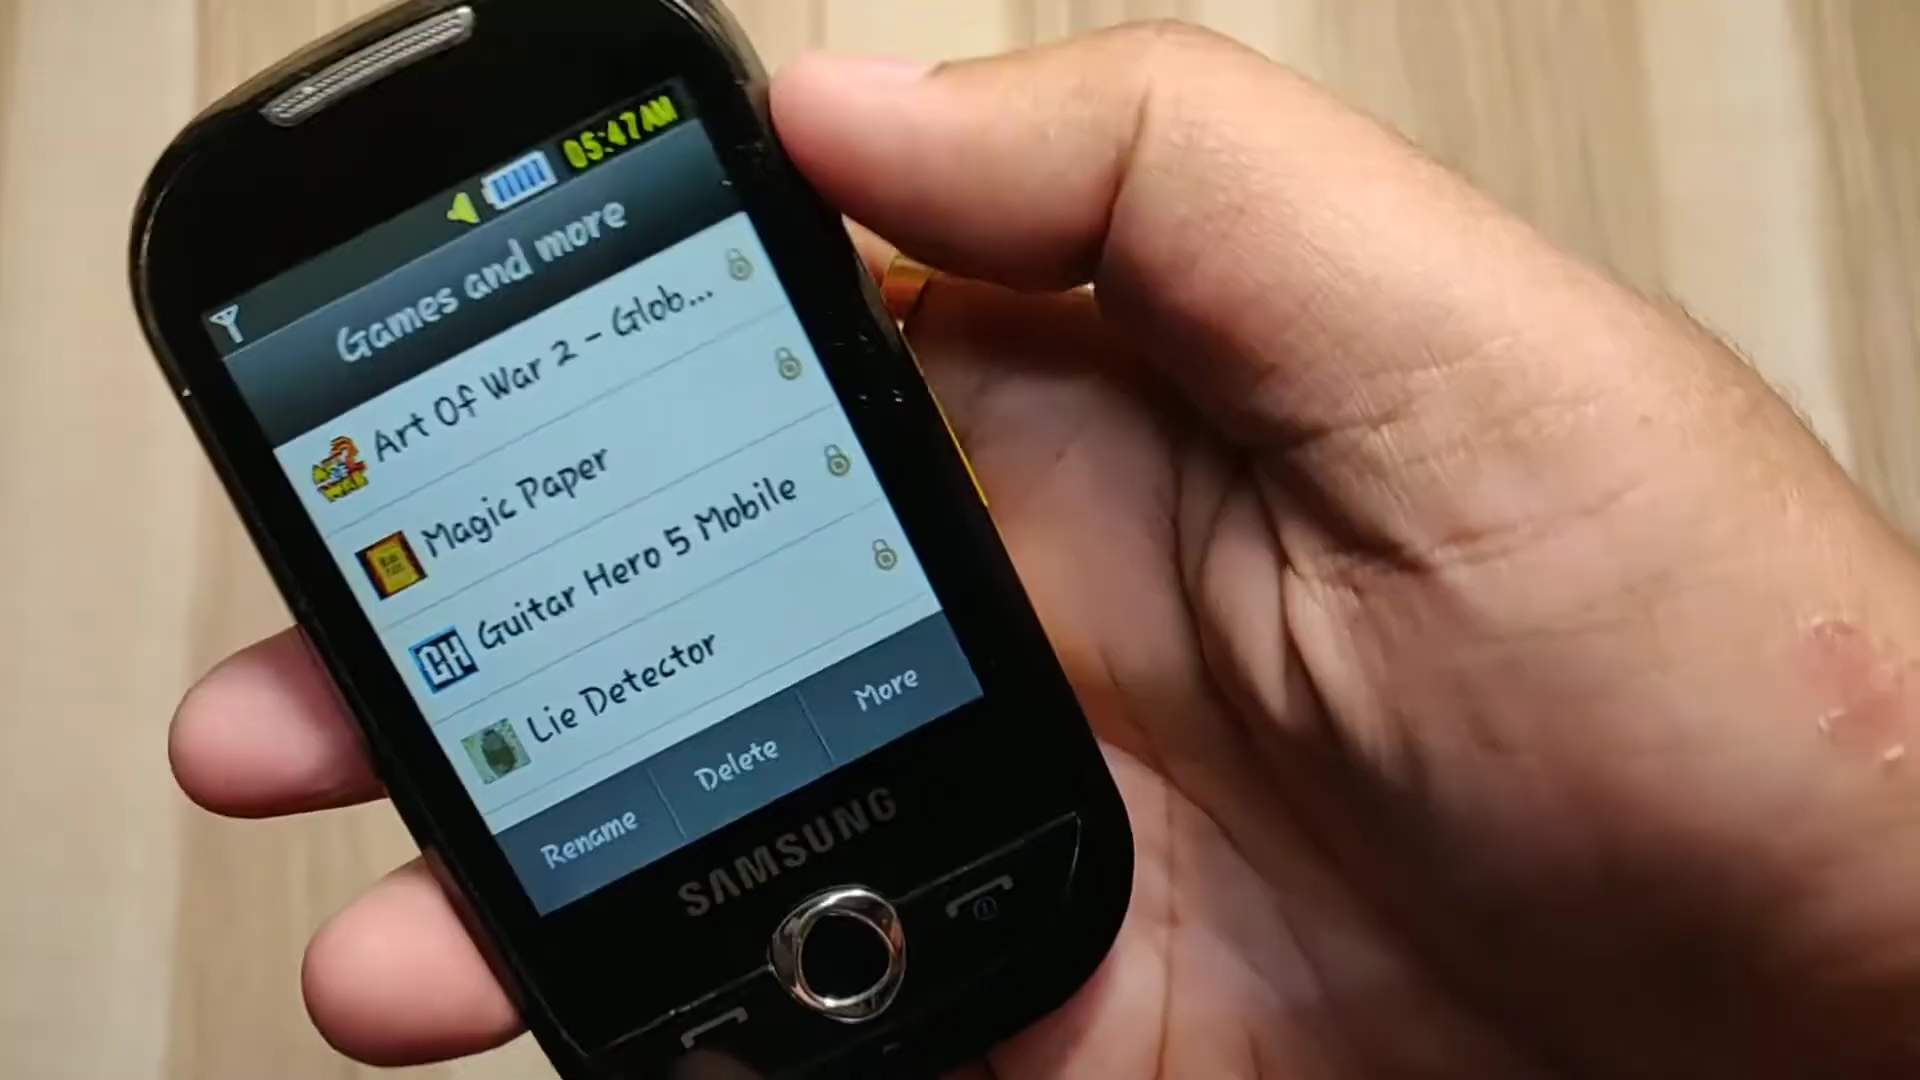 05:47AM
Games and more
Art Of War 2 - Glob...
Magic Paper
Guitar Hero 5 Mobile
GH
Lie Detector
Rename
Delete
More
SAMSUNG